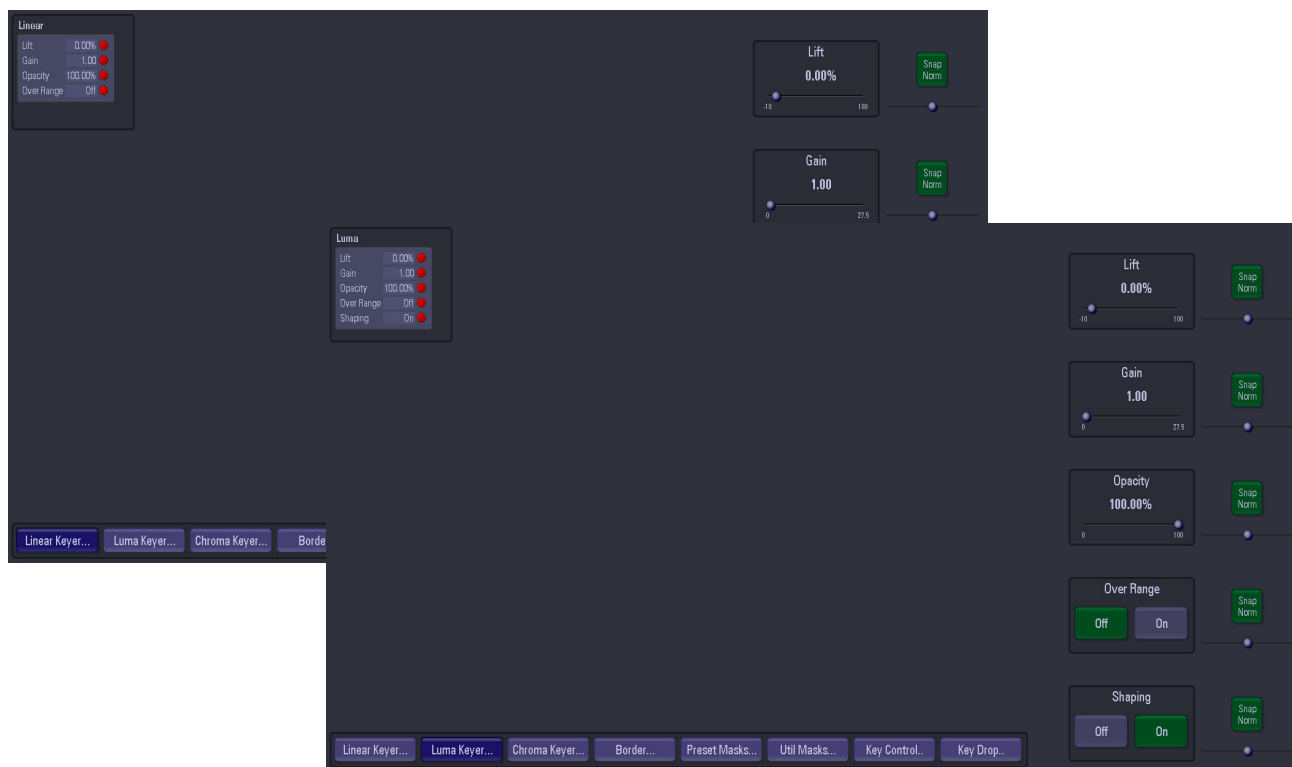 Linear
Lift 0.00%
Gain 1.00
Opacity 100.00%
Over Range Off
Lift
0.00%
-10 100
Snap
Norm
Gain
1.00
0 27.5
Snap
Norm
Linear Keyer... Luma Keyer... Chroma Keyer... Borde
Luma
Lift 0.00%
Gain 1.00
Opacity 100.00%
Over Range Off
Shaping On
Lift
0.00%
-10 100
Snap
Norm
Gain
1.00
0 27.5
Snap
Norm
Opacity
100.00%
0 100
Snap
Norm
Over Range
Off On
Snap
Norm
Shaping
Off On
Snap
Norm
Linear Keyer... Luma Keyer... Chroma Keyer... Border... Preset Masks... Util Masks... Key Control.. Key Drop..